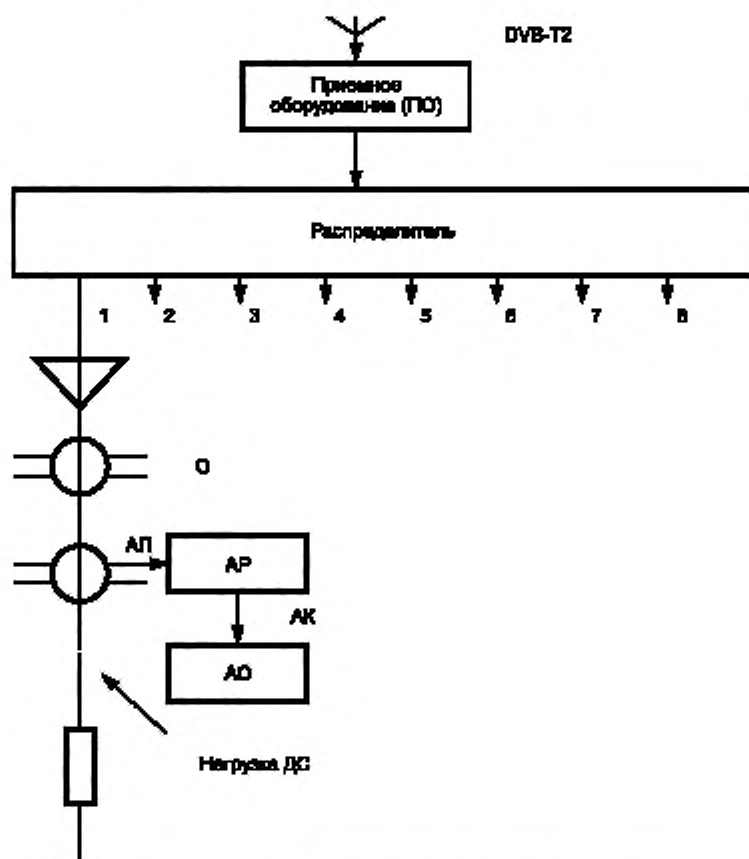 DVB-T2
Приемное
оборудование (ПО)
Распределитель
1 2 3 4 5 6 7 8
О
АП
АР
АК
АО
Нагрузка ДС